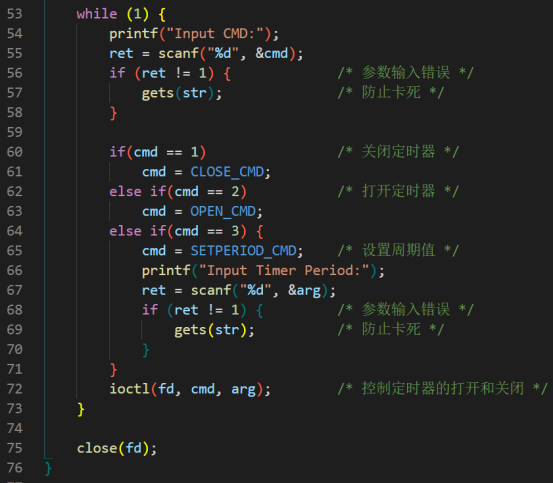 53 while (1) {
54 printf("Input CMD:");
55 ret = scanf("%d", &cmd);
56 if (ret != 1) { /* 参数输入错误 */
57 gets(str); /* 防止卡死 */
58 }
59
60 if(cmd == 1) /* 关闭定时器 */
61 cmd = CLOSE_CMD;
62 else if(cmd == 2) /* 打开定时器 */
63 cmd = OPEN_CMD;
64 else if(cmd == 3) {
65 cmd = SETPERIOD_CMD; /* 设置周期值 */
66 printf("Input Timer Period:");
67 ret = scanf("%d", &arg);
68 if (ret != 1) { /* 参数输入错误 */
69 gets(str); /* 防止卡死 */
70 }
71 }
72 ioctl(fd, cmd, arg); /* 控制定时器的打开和关闭 */
73 }
74
75 close(fd);
76 }